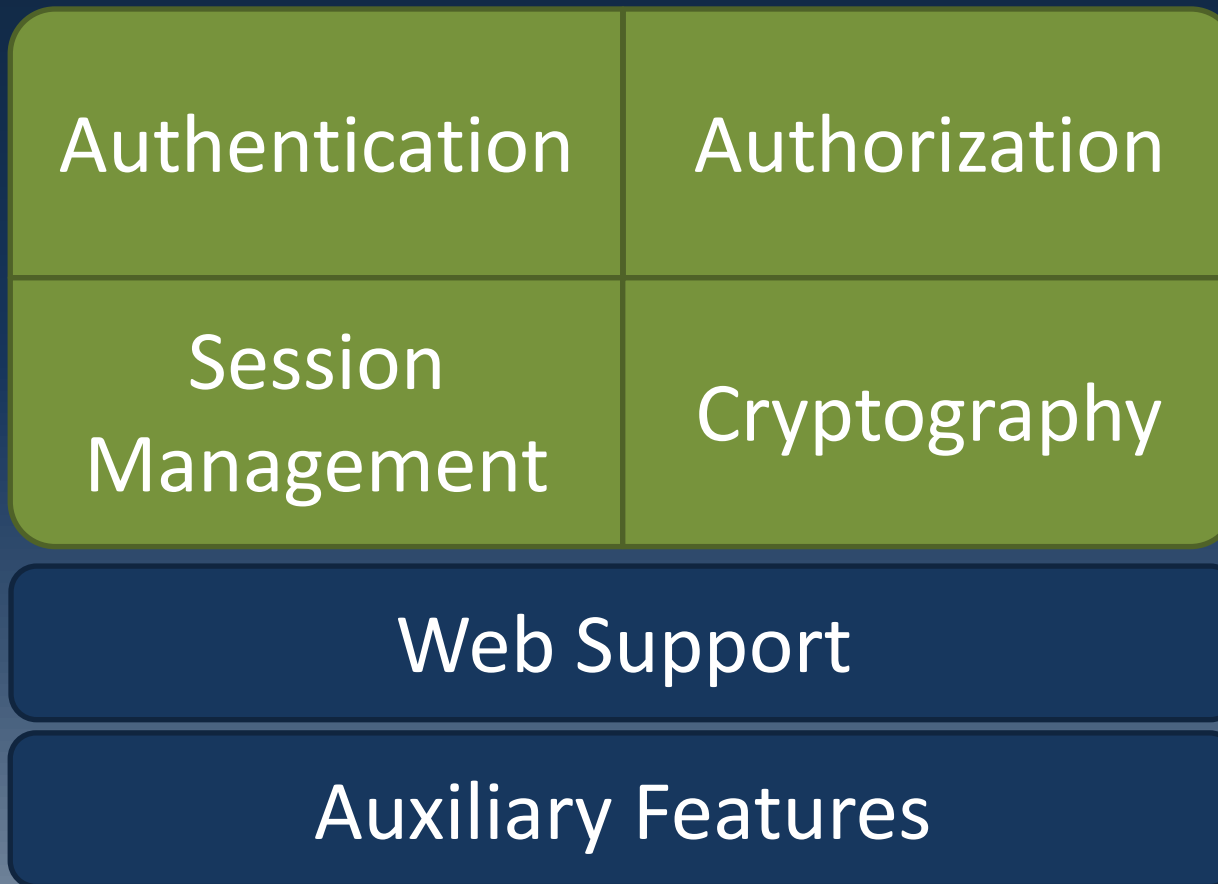 Authentication
Authorization
Session
Management
Cryptography
Web Support
Auxiliary Features